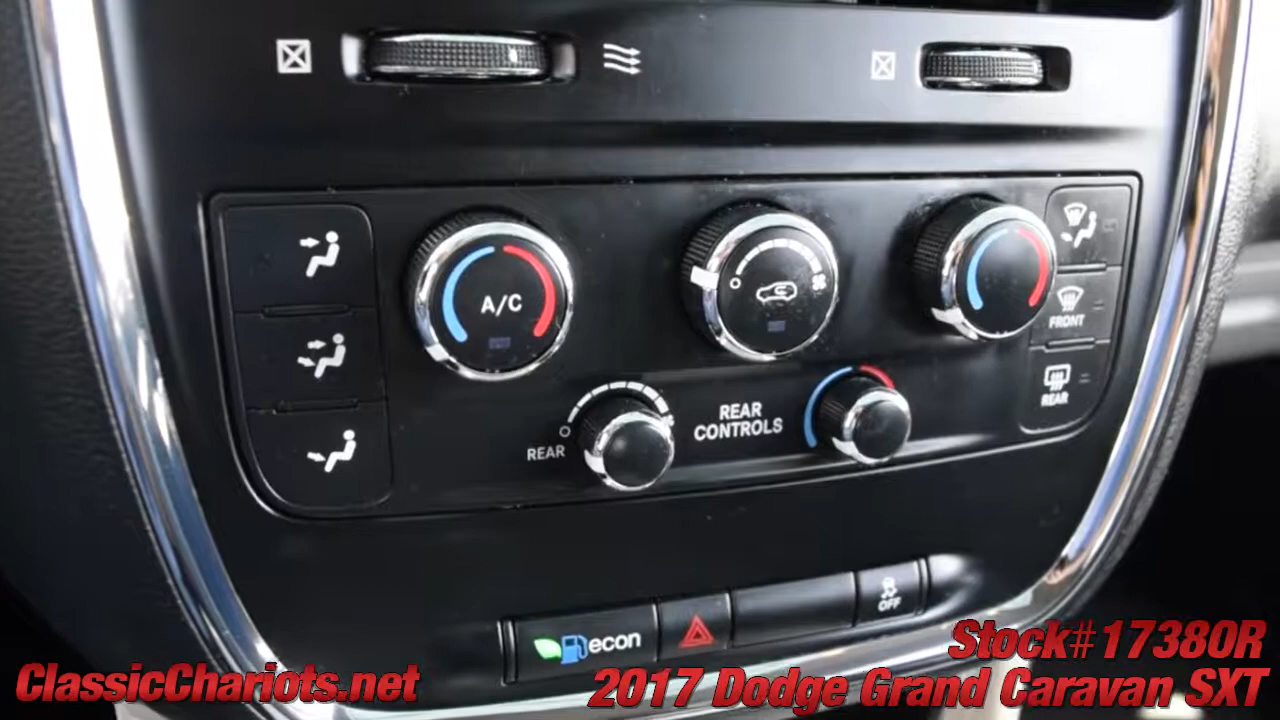 A/C
FRONT
REAR
REAR
REAR
CONTROLS
econ
OFF
Stock#17380R
ClassicChariots.net
2017 Dodge Grand Caravan SXT